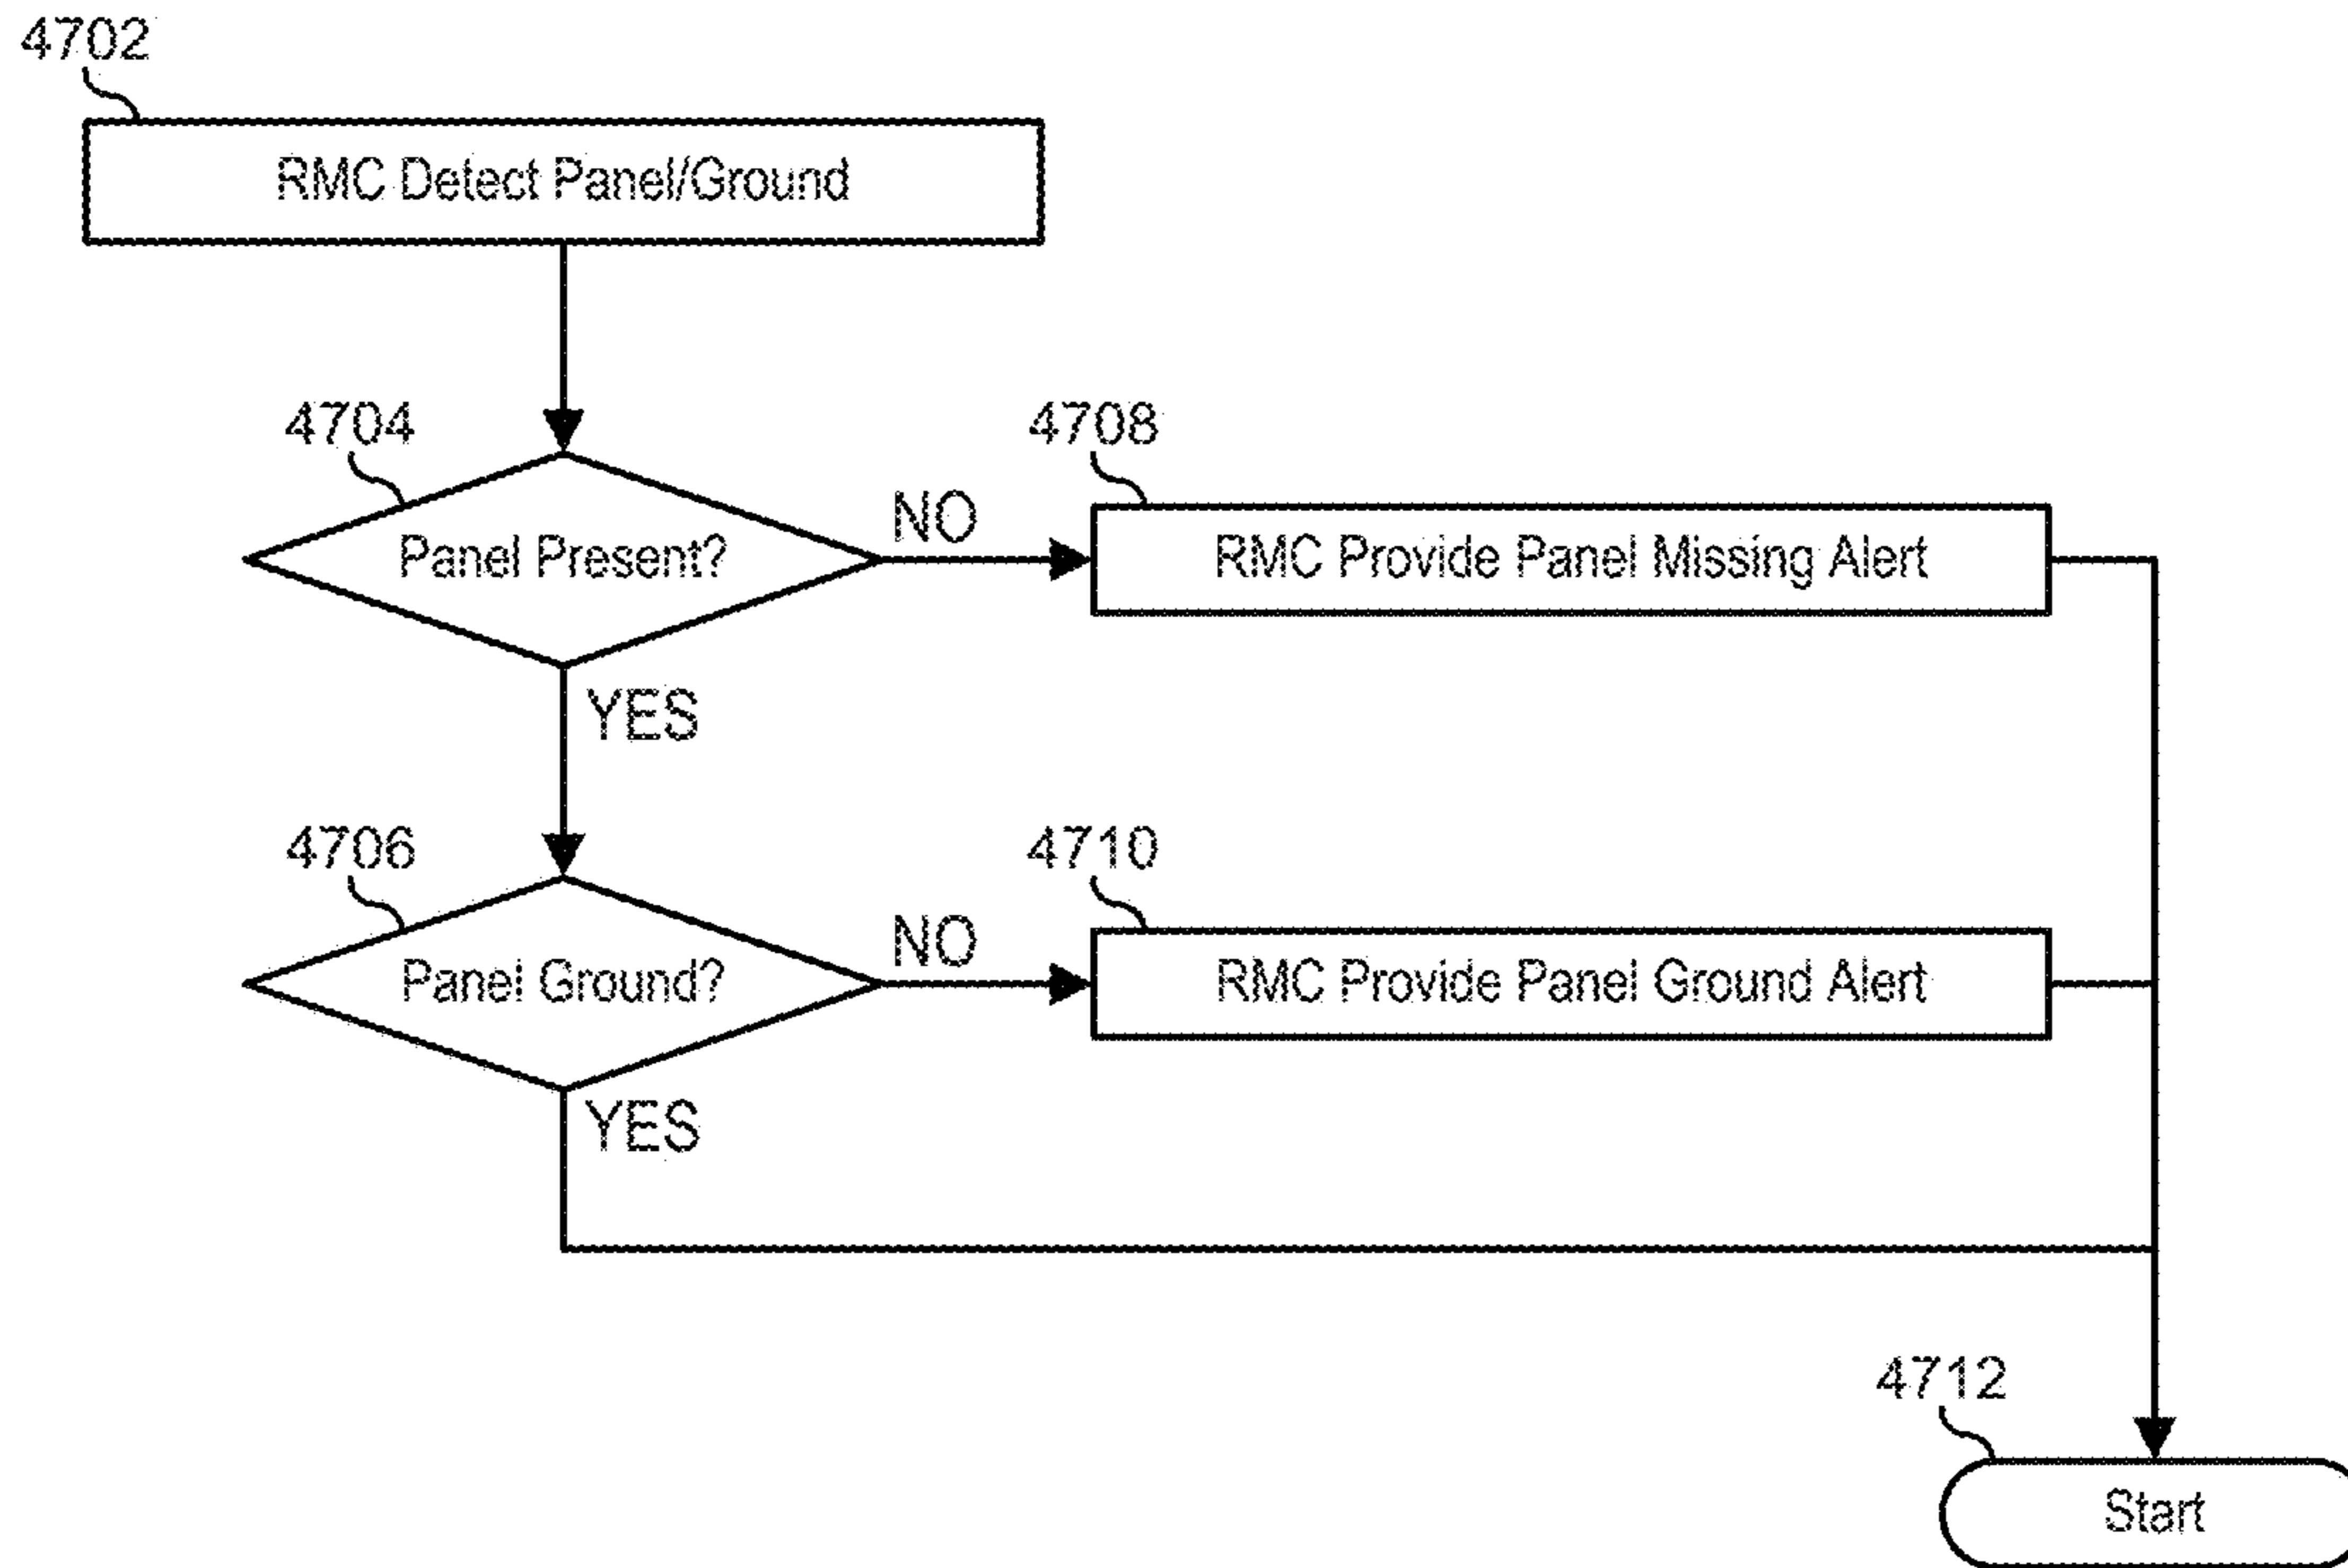 4702
RMC Detect Panel/Ground
4704
4708
Panel Present?
NO
RMC Provide Panel Missing Alert
YES
4706
4710
Panel Ground?
NO
RMC Provide Panel Ground Alert
YES
4712
Start